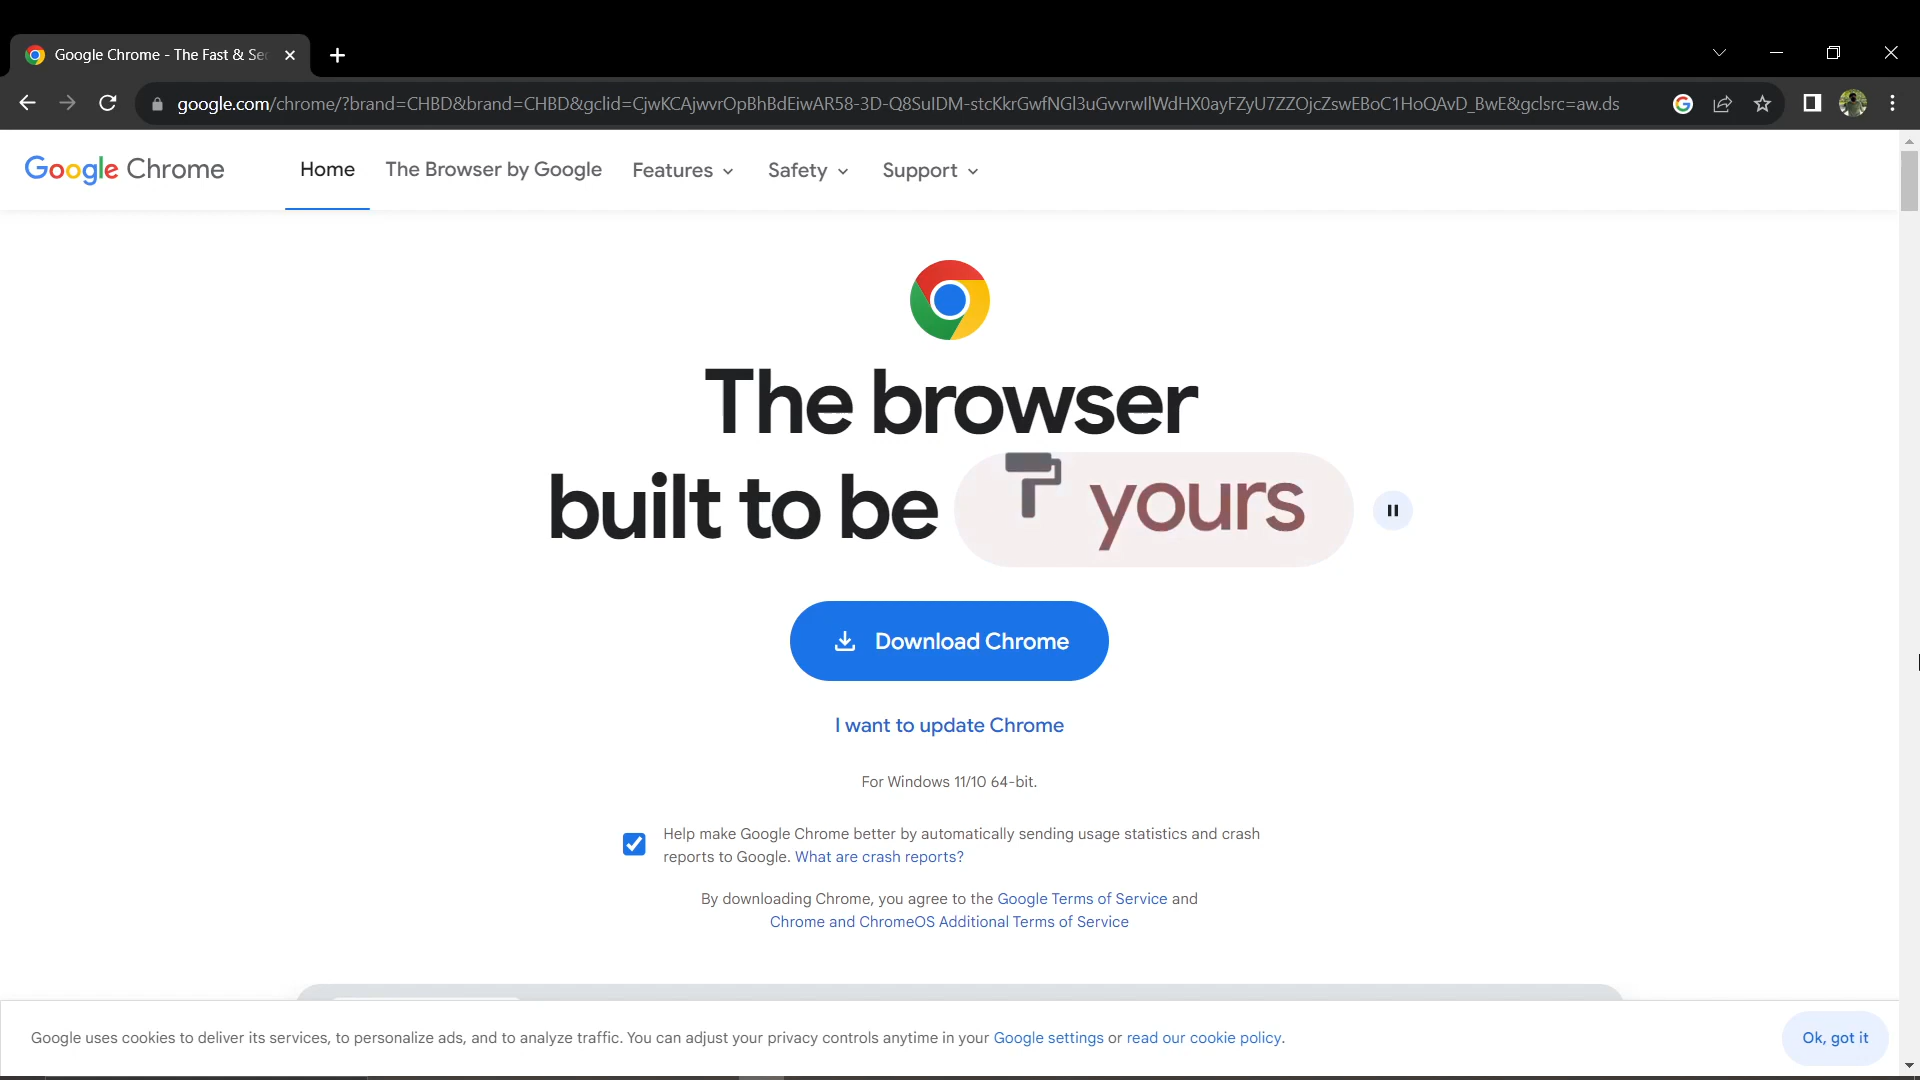 Google Chrome - The Fast & Sec
google.com/chrome/?brand=CHBD&brand=CHBD&gclid=CjwKCAjwvrOpBhBdEiwAR58-3D-Q8SuIDM-stcKkrGwfNGl3uGvvrwIlWdHX0ayFZyU7ZZOjcZswEBoC1HoQAvD_BwE&gclsrc=aw.ds
Google Chrome
Home
The Browser by Google
Features
Safety
Support
The browser
built to be yours
Download Chrome
I want to update Chrome
For Windows 11/10 64-bit.
Help make Google Chrome better by automatically sending usage statistics and crash
reports to Google. What are crash reports?
By downloading Chrome, you agree to the Google Terms of Service and
Chrome and ChromeOS Additional Terms of Service
Google uses cookies to deliver its services, to personalize ads, and to analyze traffic. You can adjust your privacy controls anytime in your Google settings or read our cookie policy.
Ok, got it